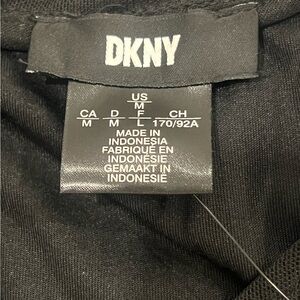 DKNY
US
M
CA D F CH
M M L 170/92A
MADE IN
INDONESIA
FABRIQUÉ EN
INDONÉSIE
GEMAAKT IN
INDONESIË